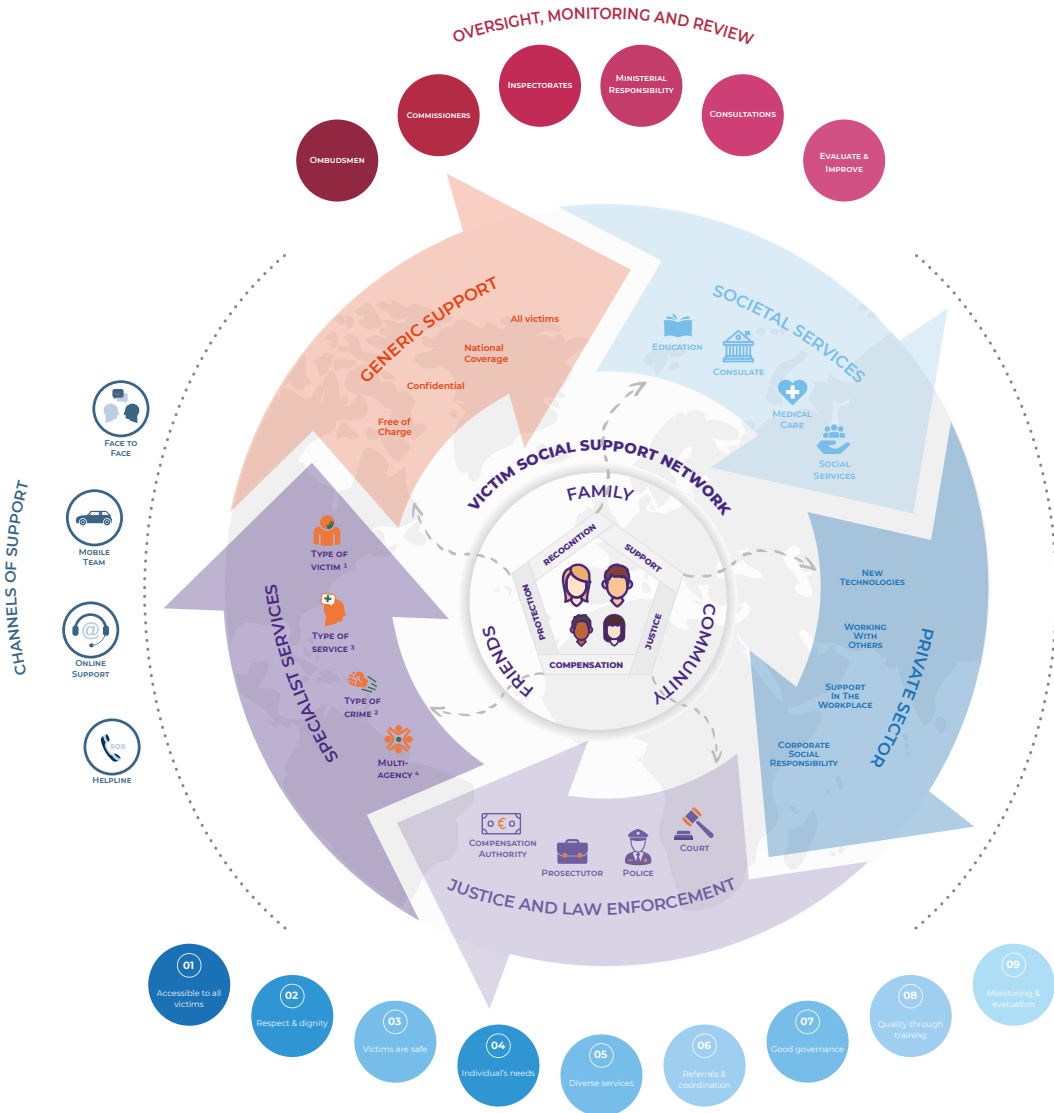 OVERSIGHT, MONITORING AND REVIEW
OMBUDSMEN
COMMISSIONERS
INSPECTORATES
MINISTERIAL
RESPONSIBILITY
CONSULTATIONS
EVALUATE &
IMPROVE
GENERIC SUPPORT
All victims
National
Coverage
Confidential
Free of
Charge
SOCIETAL SERVICES
EDUCATION
CONSULATE
MEDICAL
CARE
SOCIAL
SERVICES
CHANNELS OF SUPPORT
FACE TO
FACE
MOBILE
TEAM
@
ONLINE
SUPPORT
SOS
HELPLINE
VICTIM SOCIAL SUPPORT NETWORK
FAMILY
COMMUNITY
FRIENDS
RECOGNITION
SUPPORT
JUSTICE
COMPENSATION
PROTECTION
SPECIALIST SERVICES
TYPE OF
VICTIM 1
TYPE OF
SERVICE 3
TYPE OF
CRIME 2
MULTI-
AGENCY 4
PRIVATE SECTOR
NEW
TECHNOLOGIES
WORKING
WITH
OTHERS
SUPPORT
IN THE
WORKPLACE
CORPORATE
SOCIAL
RESPONSIBILITY
€
COMPENSATION
AUTHORITY
PROSECUTOR
POLICE
COURT
JUSTICE AND LAW ENFORCEMENT
01
Accessible to all
victims
02
Respect & dignity
03
Victims are safe
04
Individual's needs
05
Diverse services
06
Referrals &
coordination
07
Good governance
08
Quality through
training
09
Monitoring &
evaluation